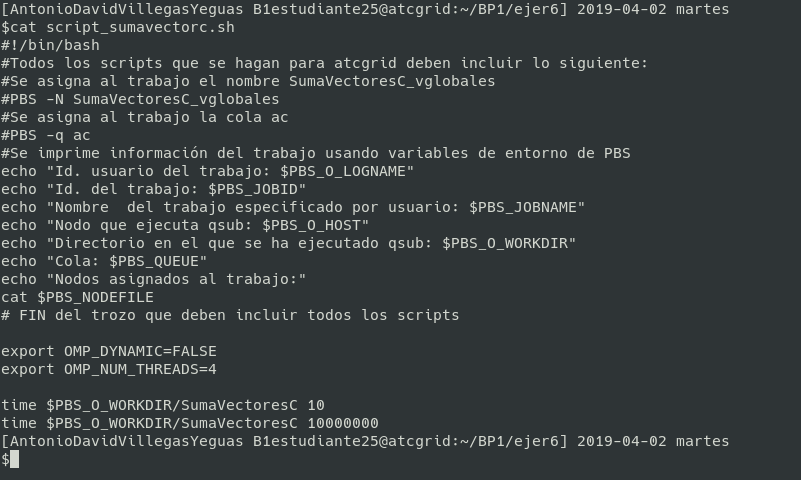 [AntonioDavidVillegasYeguas B1estudiante25@atcgrid:~/BP1/ejer6] 2019-04-02 martes
$cat script_sumavectorc.sh
#!/bin/bash
#Todos los scripts que se hagan para atcgrid deben incluir lo siguiente:
#Se asigna al trabajo el nombre SumaVectoresC_vglobales
#PBS -N SumaVectoresC_vglobales
#Se asigna al trabajo la cola ac
#PBS -q ac
#Se imprime información del trabajo usando variables de entorno de PBS
echo "Id. usuario del trabajo: $PBS_O_LOGNAME"
echo "Id. del trabajo: $PBS_JOBID"
echo "Nombre  del trabajo especificado por usuario: $PBS_JOBNAME"
echo "Nodo que ejecuta qsub: $PBS_O_HOST"
echo "Directorio en el que se ha ejecutado qsub: $PBS_O_WORKDIR"
echo "Cola: $PBS_QUEUE"
echo "Nodos asignados al trabajo:"
cat $PBS_NODEFILE
# FIN del trozo que deben incluir todos los scripts

export OMP_DYNAMIC=FALSE
export OMP_NUM_THREADS=4

time $PBS_O_WORKDIR/SumaVectoresC 10
time $PBS_O_WORKDIR/SumaVectoresC 10000000
[AntonioDavidVillegasYeguas B1estudiante25@atcgrid:~/BP1/ejer6] 2019-04-02 martes
$